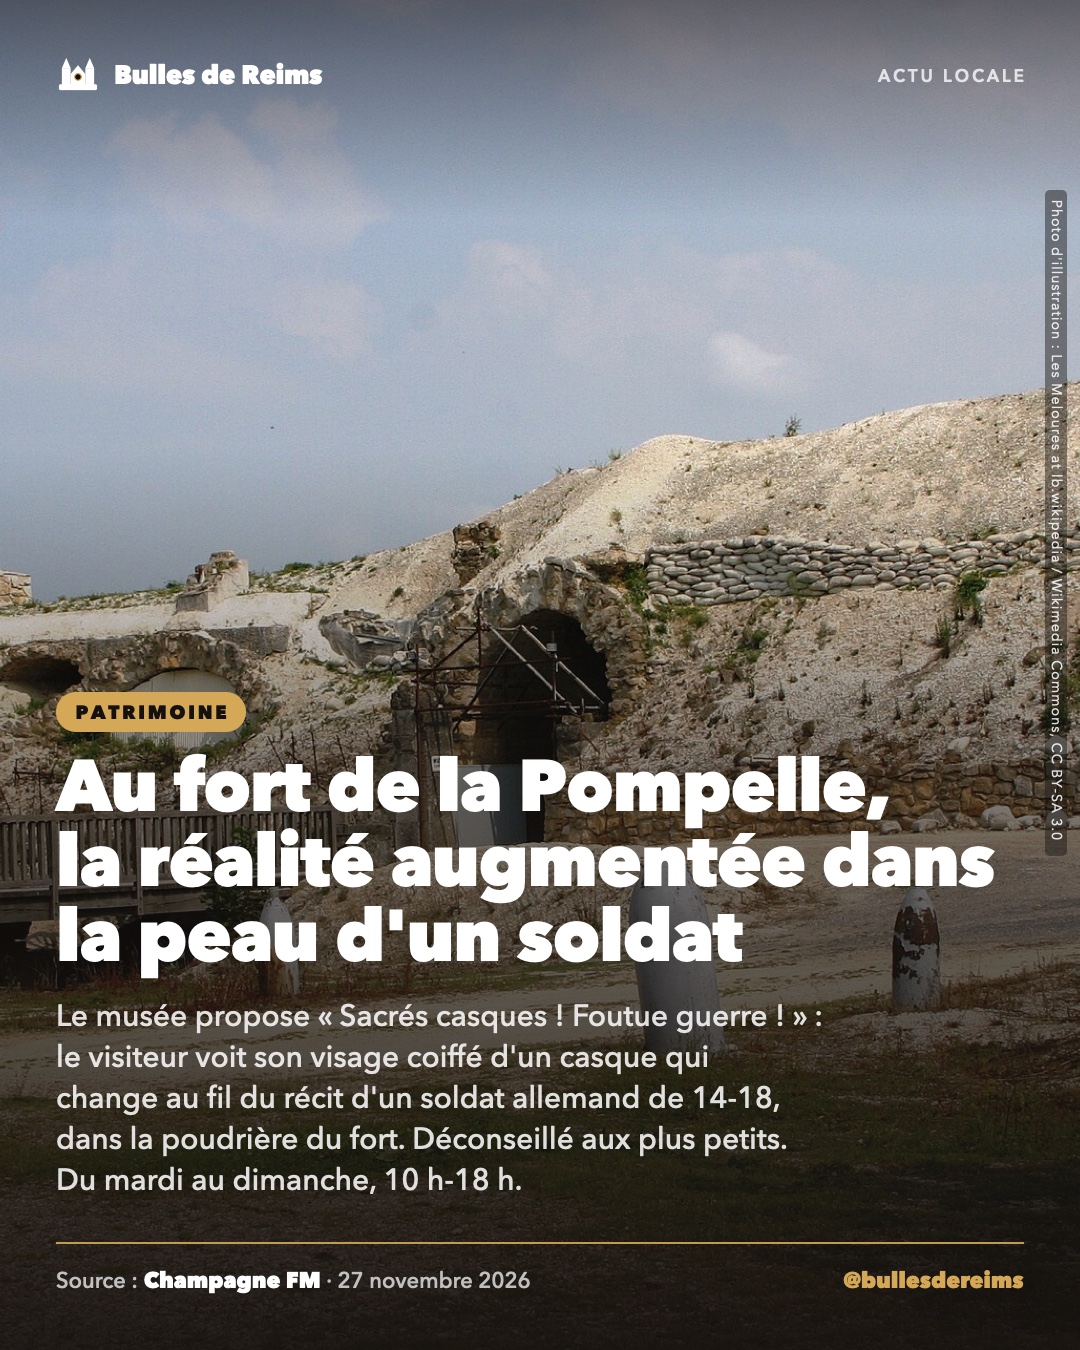 Bulles de Reims
ACTU LOCALE
Photo d'illustration : Les Meloures at lb.wikipedia / Wikimedia Commons, CC BY-SA 3.0
PATRIMOINE
Au fort de la Pompelle,
la réalité augmentée dans
la peau d'un soldat
Le musée propose « Sacrés casques ! Foutue guerre ! » :
le visiteur voit son visage coiffé d'un casque qui
change au fil du récit d'un soldat allemand de 14-18,
dans la poudrière du fort. Déconseillé aux plus petits.
Du mardi au dimanche, 10 h-18 h.
Source : Champagne FM · 27 novembre 2026
@bullesdereims